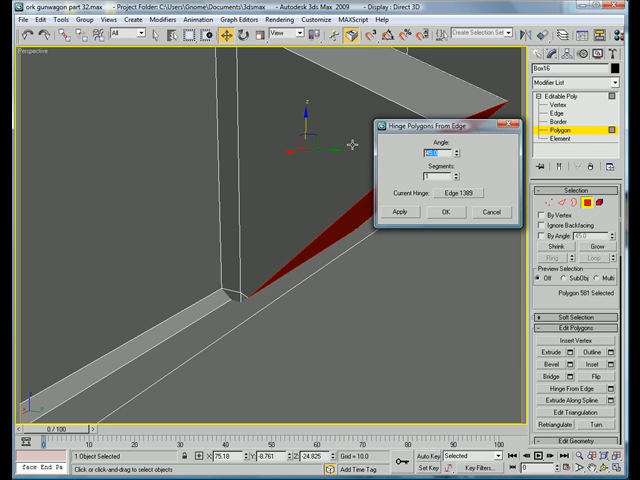 ork gunwagon part 32.max - Project Folder: C:\Users\Gnome\Documents\3dsmax - Autodesk 3ds Max 2009 - Display : Direct 3D
File Edit Tools Group Views Create Modifiers Animation Graph Editors Rendering Customize MAXScript Help
All View Create Selection Set
Perspective
z
Hinge Polygons From Edge
Angle:
45.0
Segments:
1
Current Hinge: Edge 1389
Apply OK Cancel
Box16
Modifier List
Editable Poly
Vertex
Edge
Border
Polygon
Element
Selection
By Vertex
Ignore Backfacing
By Angle: 45.0
Shrink Grow
Ring Loop
Preview Selection
Off SubObj Multi
Polygon 581 Selected
Soft Selection
Edit Polygons
Insert Vertex
Extrude Outline
Bevel Inset
Bridge Flip
Hinge From Edge
Extrude Along Spline
Edit Triangulation
Retriangulate Turn
Edit Geometry
0 / 100
0 10 20 30 40 50 60 70 80 90 100
1 Object Selected X: 75.18 Y: -8.761 Z: -24.825 Grid = 10.0 Auto Key Selected
face End Pa Click or click-and-drag to select objects Add Time Tag Set Key Key Filters... 0